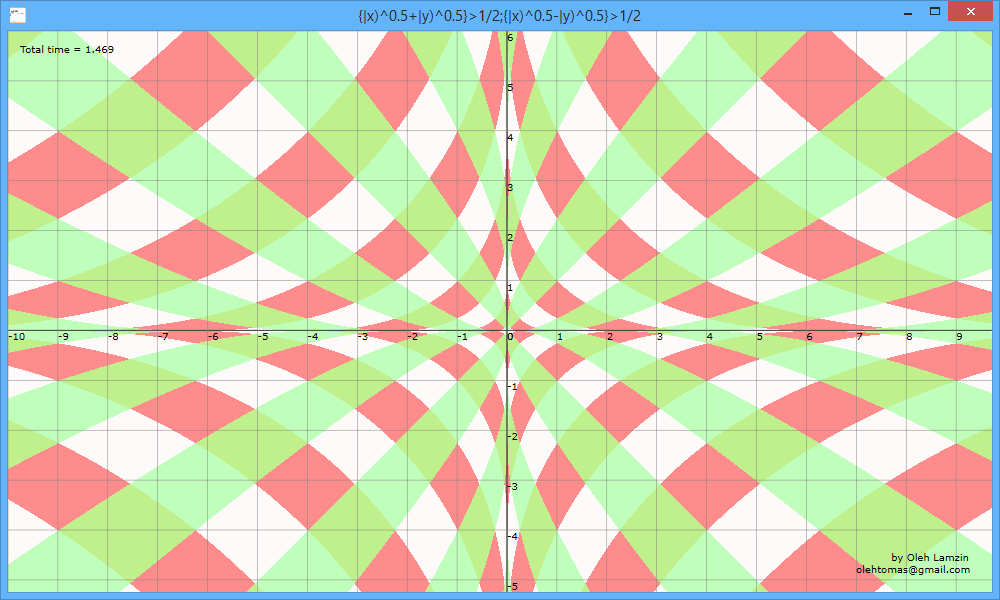 {|x)^0.5+|y)^0.5}>1/2;{|x)^0.5-|y)^0.5}>1/2
Total time = 1.469
6
5
4
3
2
1
-10 -9 -8 -7 -6 -5 -4 -3 -2 -1 0 1 2 3 4 5 6 7 8 9
-1
-2
-3
-4
-5
by Oleh Lamzin
olehtomas@gmail.com